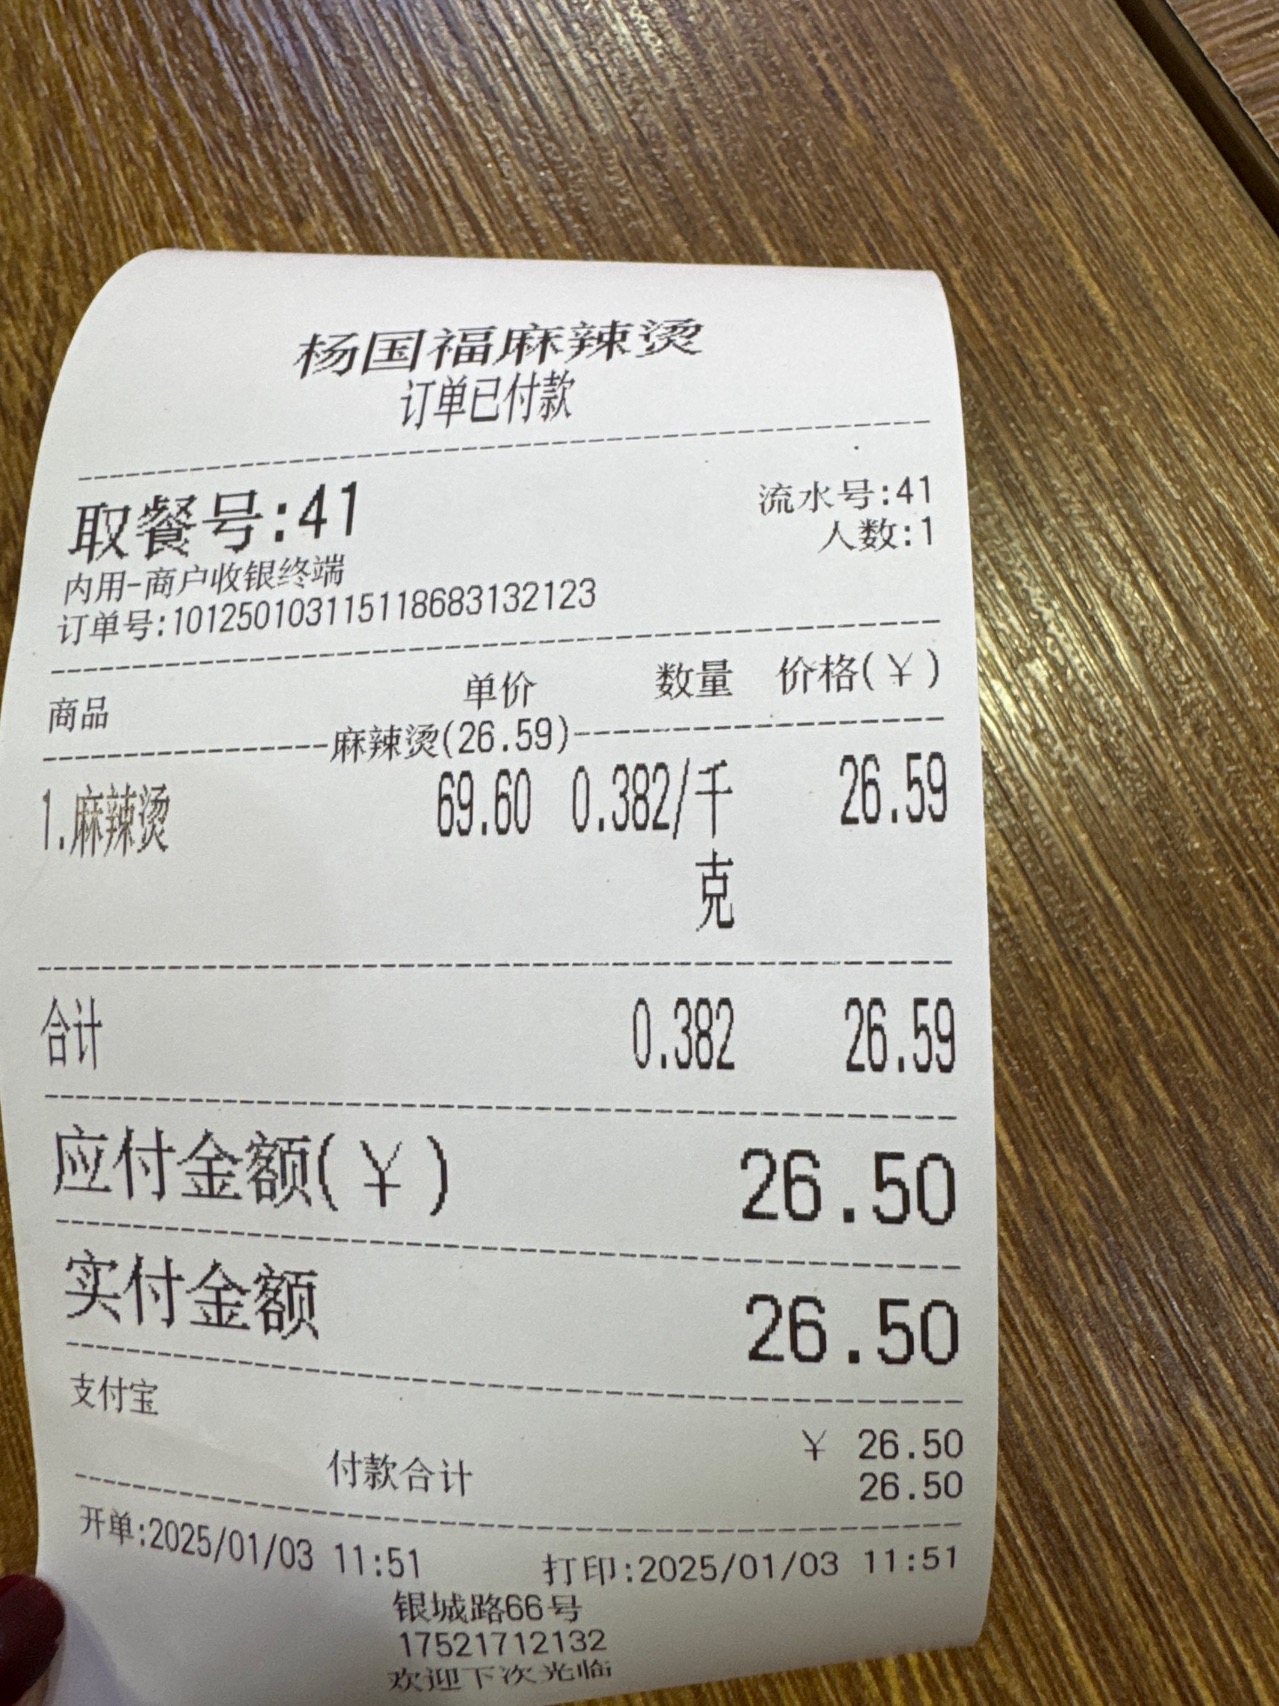 杨国福麻辣烫
订单已付款
取餐号:41 流水号:41
人数:1
内用-商户收银终端
订单号:101250103115118683132123
商品 单价 数量 价格(¥)
麻辣烫(26.59)
1.麻辣烫 69.60 0.382/千 26.59
克
合计 0.382 26.59
应付金额(¥) 26.50
实付金额 26.50
支付宝 ¥ 26.50
付款合计 26.50
开单:2025/01/03 11:51 打印:2025/01/03 11:51
银城路66号
17521712132
欢迎下次光临